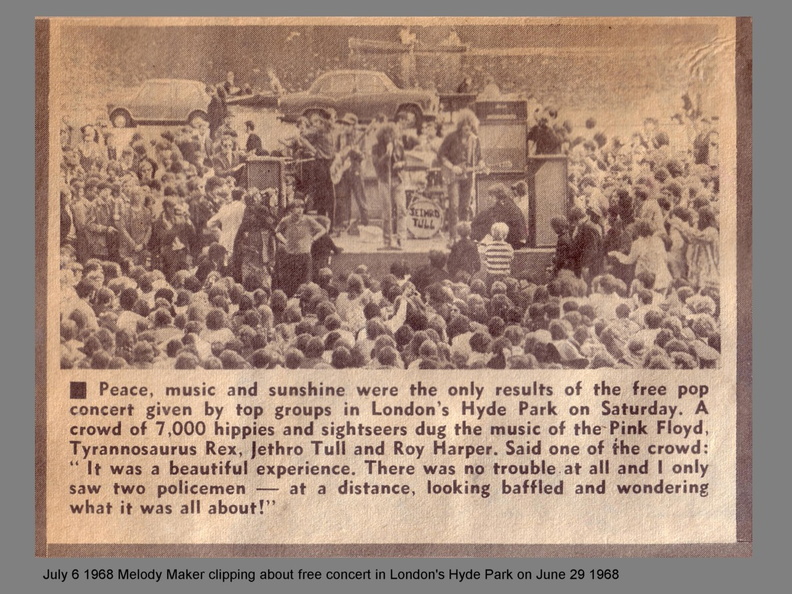 JETHRO
TULL
Peace, music and sunshine were the only results of the free pop
concert given by top groups in London's Hyde Park on Saturday. A
crowd of 7,000 hippies and sightseers dug the music of the Pink Floyd,
Tyrannosaurus Rex, Jethro Tull and Roy Harper. Said one of the crowd:
“ It was a beautiful experience. There was no trouble at all and I only
saw two policemen — at a distance, looking baffled and wondering
what it was all about!”
July 6 1968 Melody Maker clipping about free concert in London's Hyde Park on June 29 1968